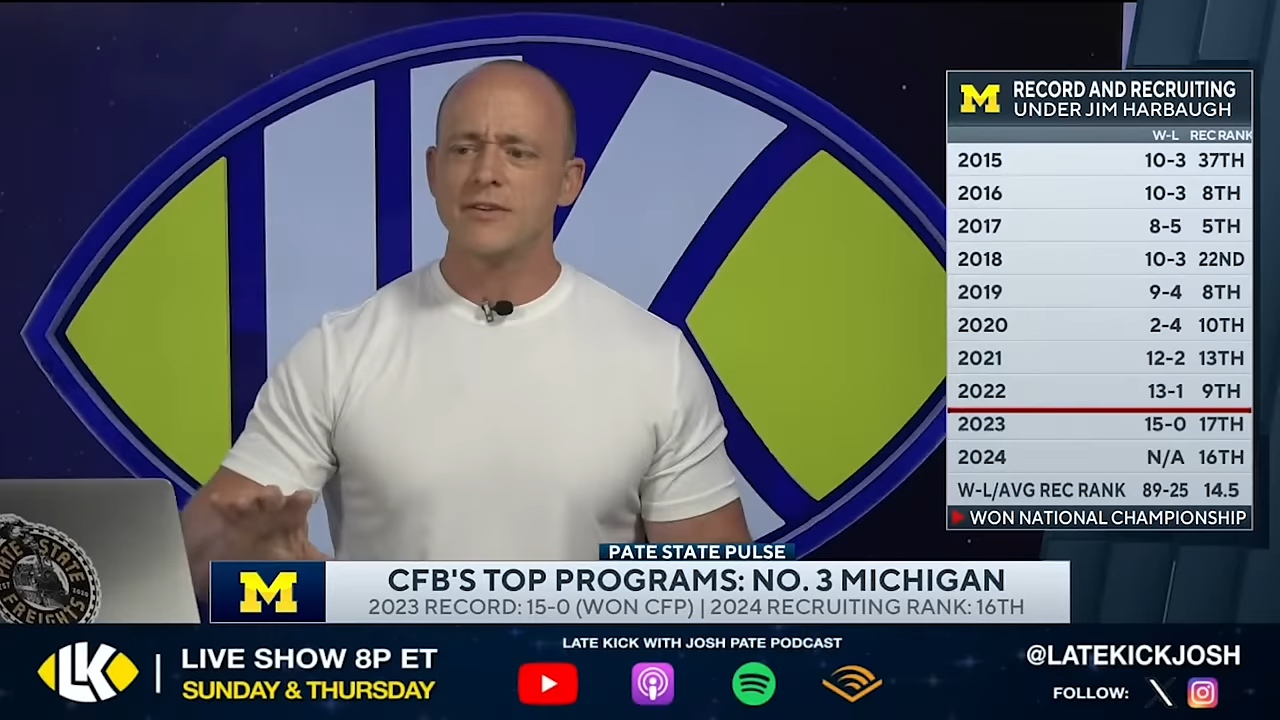 M RECORD AND RECRUITING
UNDER JIM HARBAUGH
W-L REC RANK
2015 10-3 37TH
2016 10-3 8TH
2017 8-5 5TH
2018 10-3 22ND
2019 9-4 8TH
2020 2-4 10TH
2021 12-2 13TH
2022 13-1 9TH
2023 15-0 17TH
2024 N/A 16TH
W-L/AVG REC RANK 89-25 14.5
WON NATIONAL CHAMPIONSHIP
PATE STATE
FREIGHTS
PATE STATE PULSE
M CFB'S TOP PROGRAMS: NO. 3 MICHIGAN
2023 RECORD: 15-0 (WON CFP) | 2024 RECRUITING RANK: 16TH
LATE KICK WITH JOSH PATE PODCAST
LK | LIVE SHOW 8P ET
SUNDAY & THURSDAY
@LATEKICKJOSH
FOLLOW: